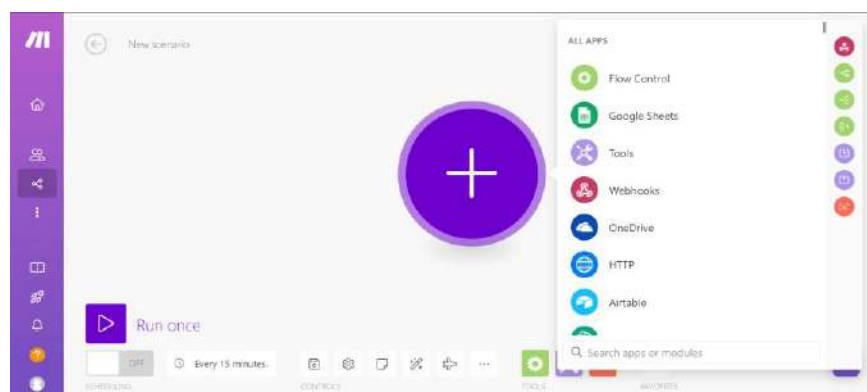 New scenario
ALL APPS
Flow Control
Google Sheets
Tools
Webhooks
OneDrive
HTTP
Airtable
Search apps or modules
Run once
OFF
Every 15 minutes.
SCHEDULING
CONTROLS
TOOLS
FAVORITES